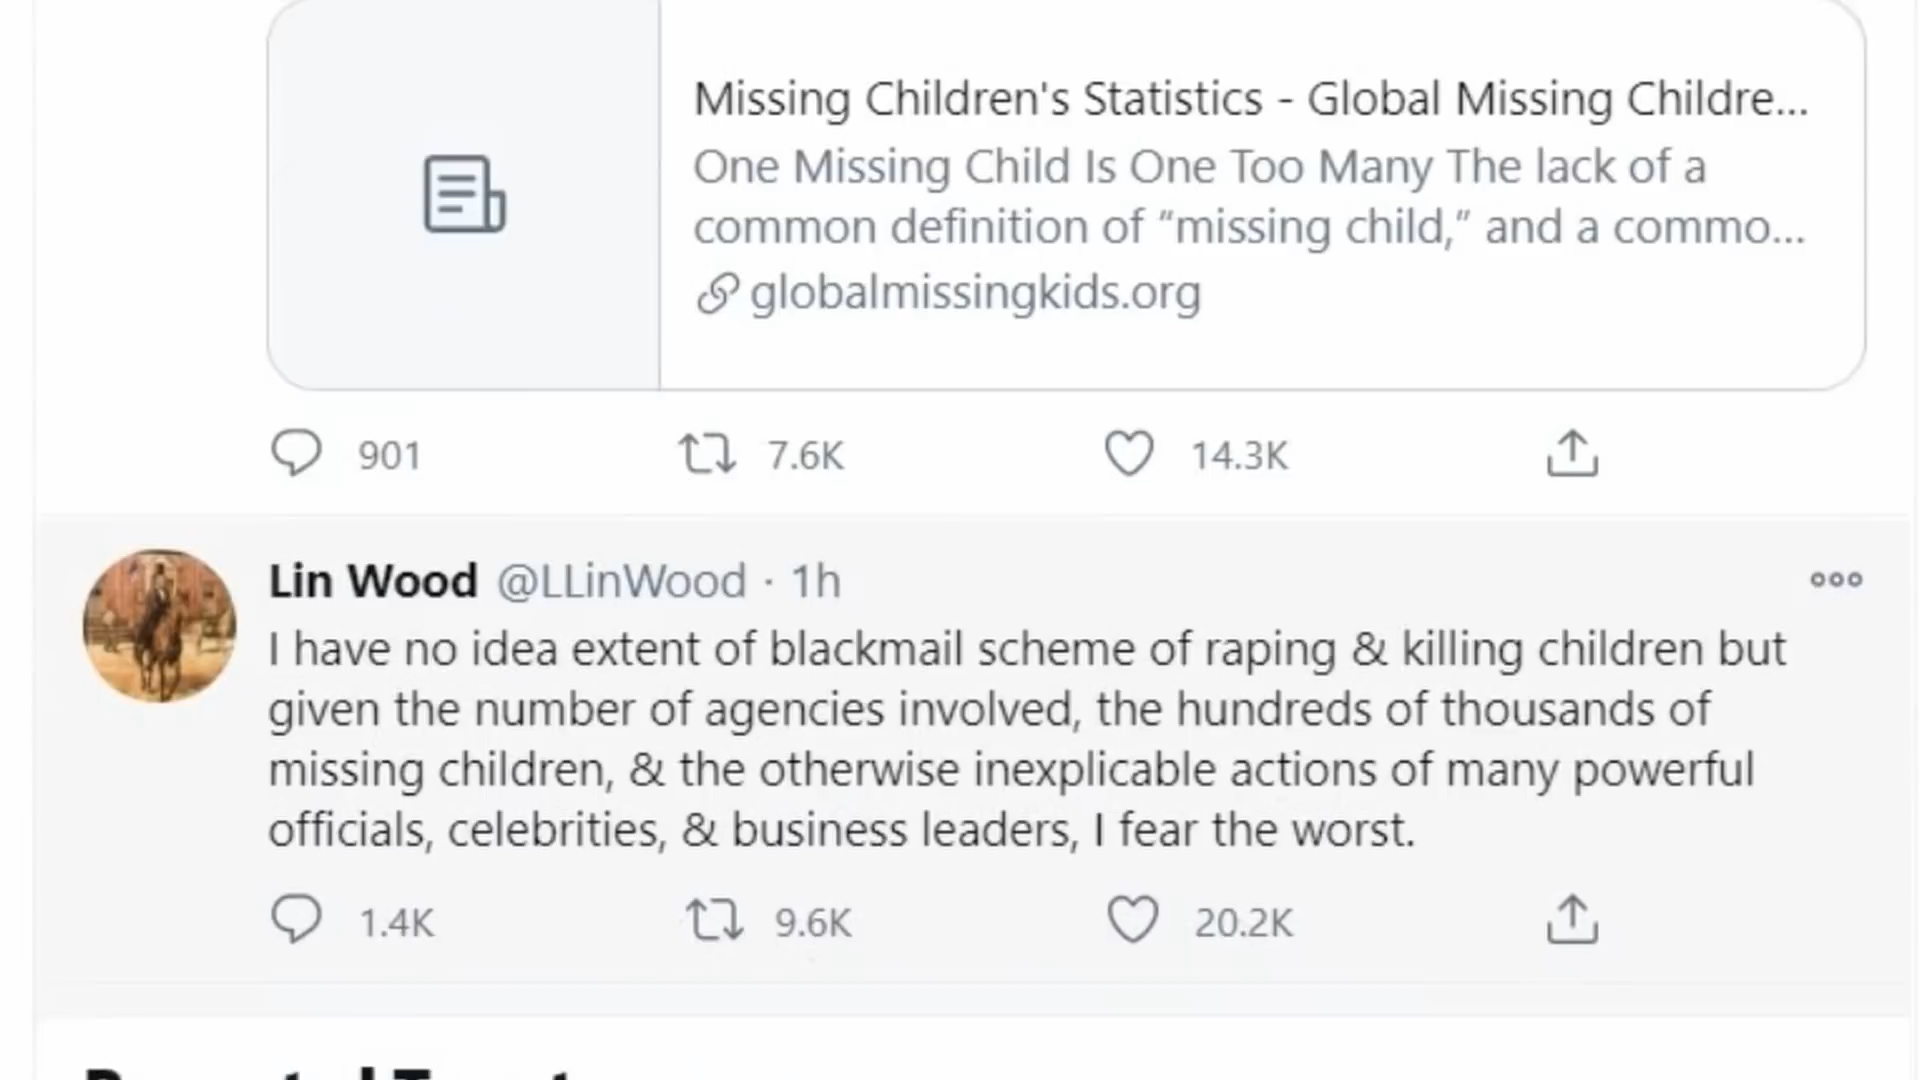 Missing Children's Statistics - Global Missing Childre...
One Missing Child Is One Too Many The lack of a
common definition of “missing child,” and a commo...
globalmissingkids.org
901 7.6K 14.3K
Lin Wood @LLinWood · 1h
I have no idea extent of blackmail scheme of raping & killing children but
given the number of agencies involved, the hundreds of thousands of
missing children, & the otherwise inexplicable actions of many powerful
officials, celebrities, & business leaders, I fear the worst.
1.4K 9.6K 20.2K